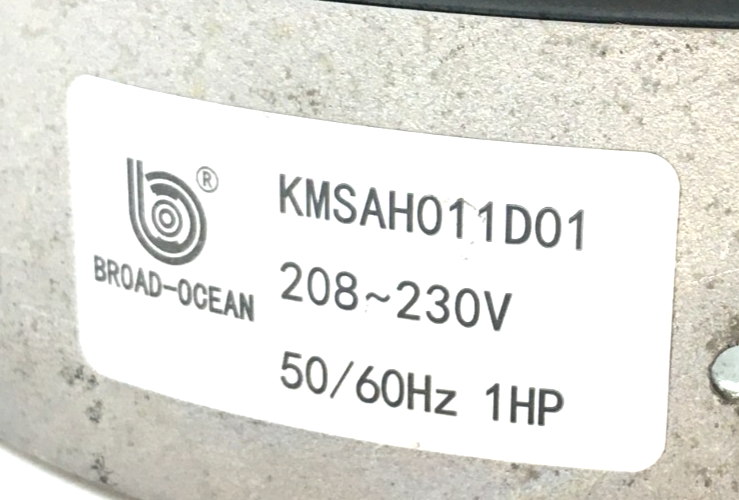 ®
BROAD-OCEAN
KMSAH011D01
208~230V
50/60Hz 1HP